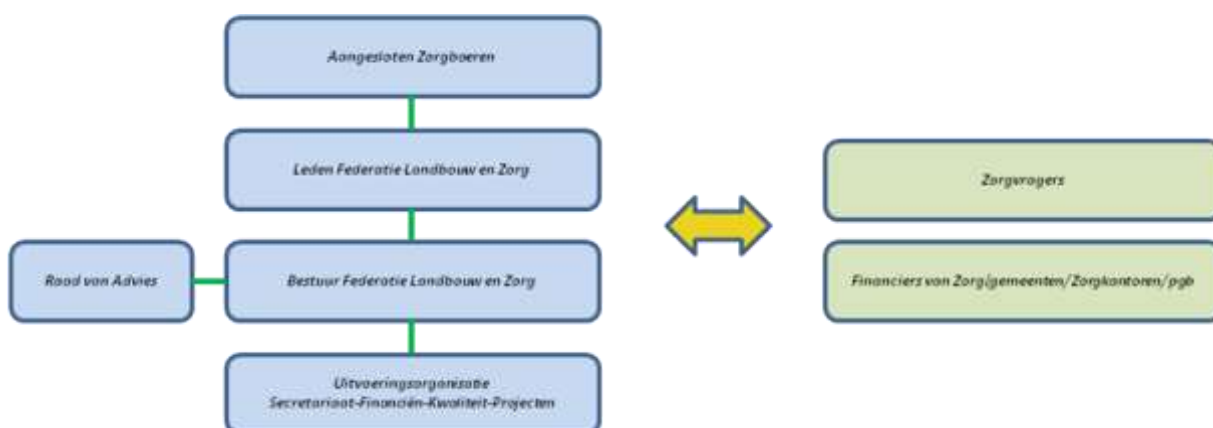 Aangesloten Zorgboeren
Leden Federatie Landbouw en Zorg
Zorgvragers
Raad van Advies
Bestuur Federatie Landbouw en Zorg
Financiers van Zorg/gemeenten/Zorgkantoren/pgb
Uitvoeringsorganisatie
Secretariaat-Financiën-Kwaliteit-Projecten